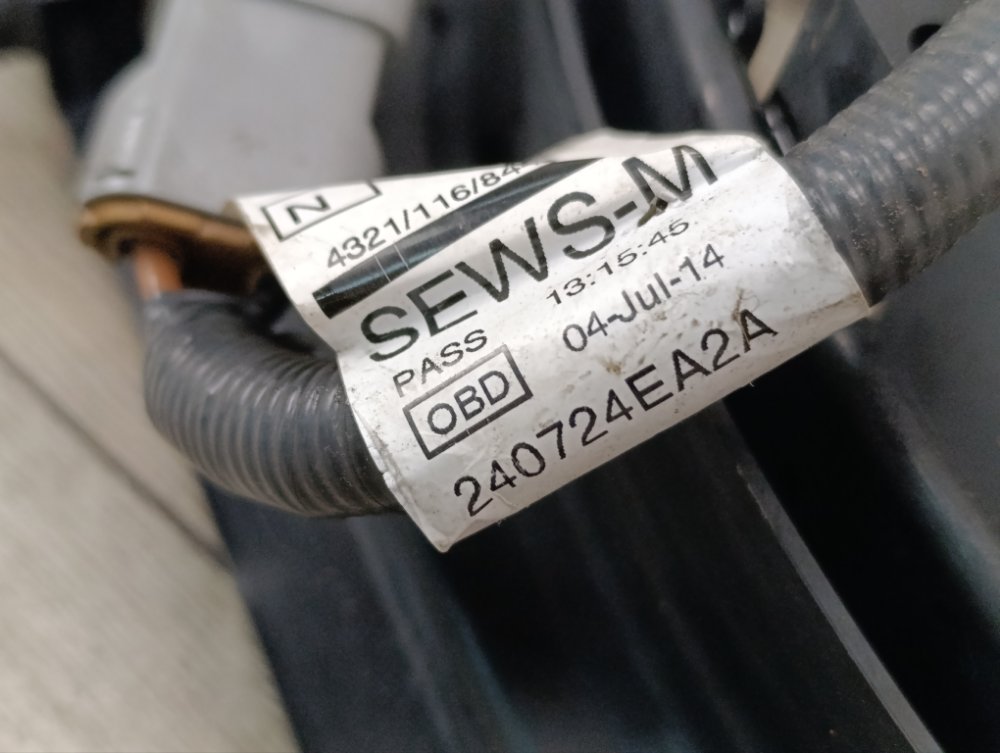 N
4321/116/84
SEWS-M
13:15:45
PASS
04-Jul-14
OBD
240724EA2A